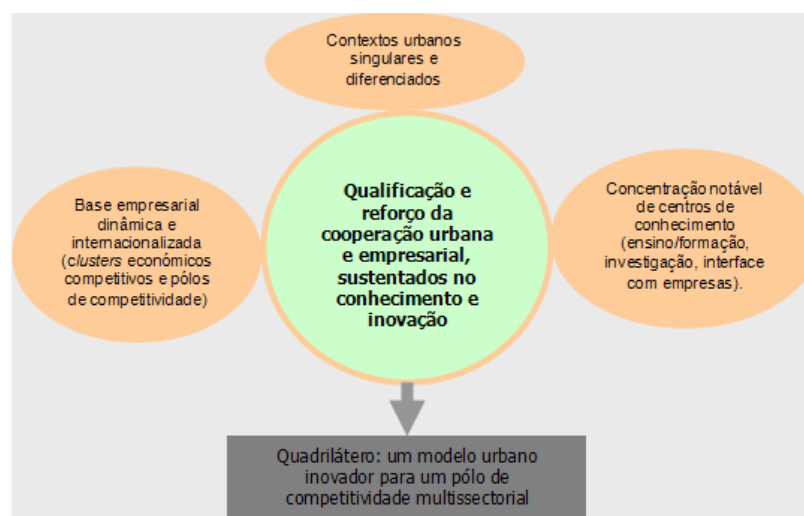 Contextos urbanos
singulares e
diferenciados
Base empresarial
dinâmica e
internacionalizada
(clusters económicos
competitivos e pólos
de competitividade)
Qualificação e
reforço da
cooperação urbana
e empresarial,
sustentados no
conhecimento e
inovação
Concentração notável
de centros de
conhecimento
(ensino/formação,
investigação, interface
com empresas).
Quadrilátero: um modelo urbano
inovador para um pólo de
competitividade multissectorial